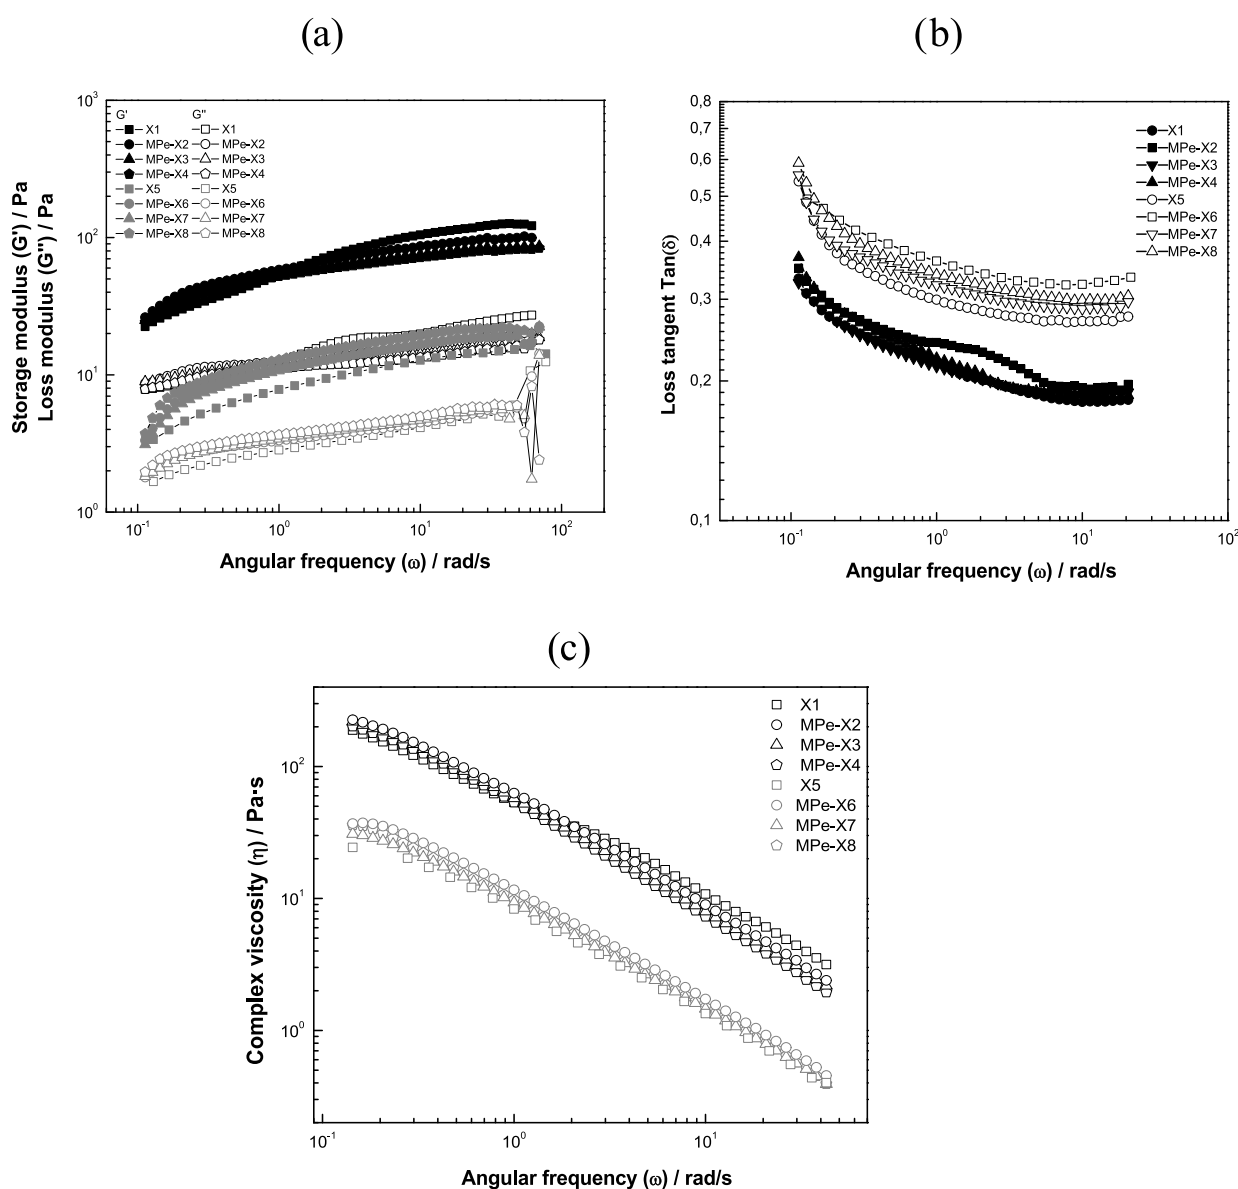 (a)
(b)
10³
G' G"
X1 X1
MPe-X2 MPe-X2
MPe-X3 MPe-X3
MPe-X4 MPe-X4
X5 X5
MPe-X6 MPe-X6
MPe-X7 MPe-X7
MPe-X8 MPe-X8
10²
10¹
10⁰
Storage modulus (G') / Pa
Loss modulus (G") / Pa
10⁻¹ 10⁰ 10¹ 10²
Angular frequency (ω) / rad/s
0,8
0,7
0,6
0,5
0,4
0,3
0,2
0,1
Loss tangent Tan(δ)
X1
MPe-X2
MPe-X3
MPe-X4
X5
MPe-X6
MPe-X7
MPe-X8
10⁻¹ 10⁰ 10¹ 10²
Angular frequency (ω) / rad/s
(c)
X1
MPe-X2
MPe-X3
MPe-X4
X5
MPe-X6
MPe-X7
MPe-X8
10²
10¹
10⁰
Complex viscosity (η) / Pa·s
10⁻¹ 10⁰ 10¹
Angular frequency (ω) / rad/s